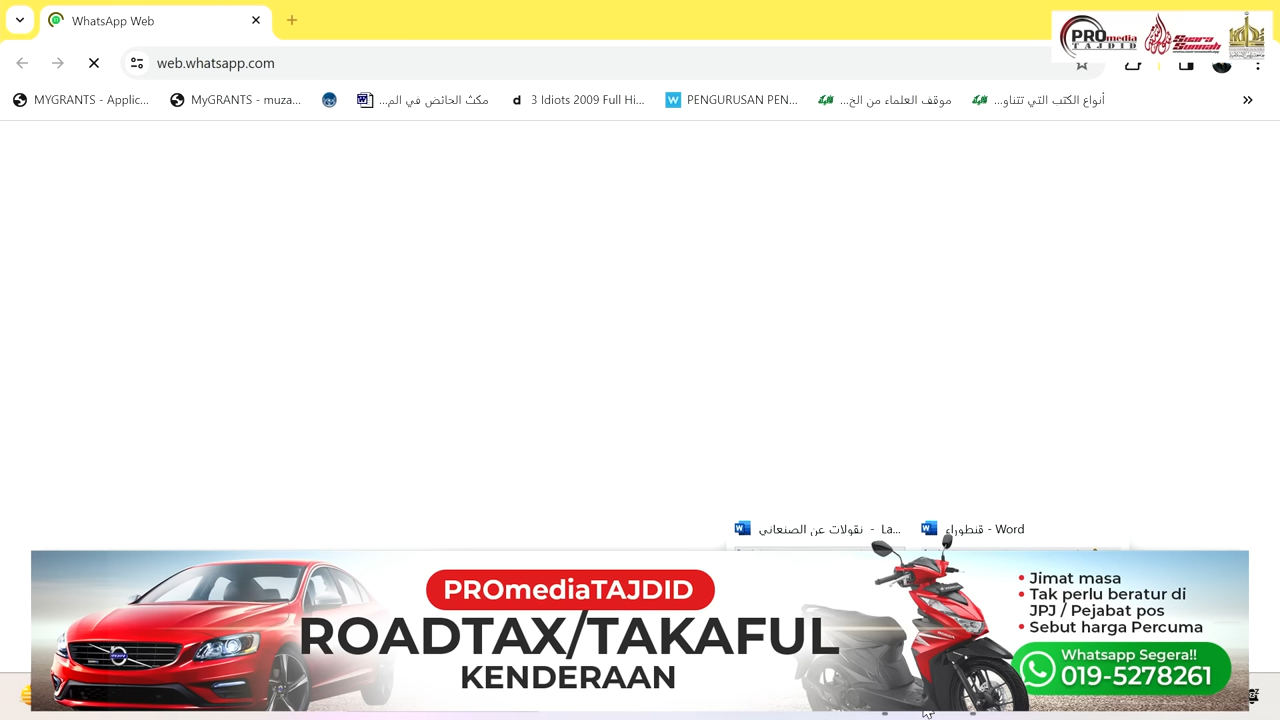 WhatsApp Web
PROmedia
TAJDID
Suara
Sunnah
web.whatsapp.com
MYGRANTS - Applic...
MyGRANTS - muza...
مكث الحائض في الم...
3 Idiots 2009 Full Hi...
PENGURUSAN PEN...
موقف العلماء من الخ...
أنواع الكتب التي تتناو...
نقولات عن الصنعاني - La...
قنطوراء - Word
PROmediaTAJDID
ROADTAX/TAKAFUL
KENDERAAN
• Jimat masa
• Tak perlu beratur di
JPJ / Pejabat pos
• Sebut harga Percuma
Whatsapp Segera!!
019-5278261